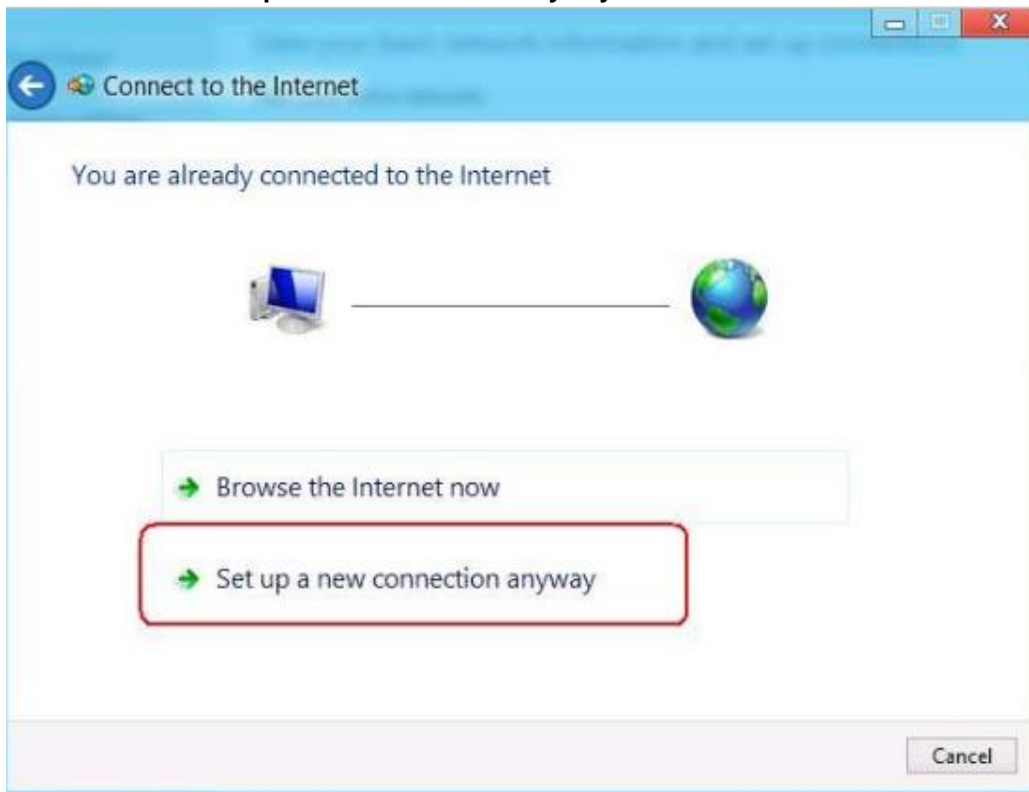 Connect to the Internet
You are already connected to the Internet
Browse the Internet now
Set up a new connection anyway
Cancel